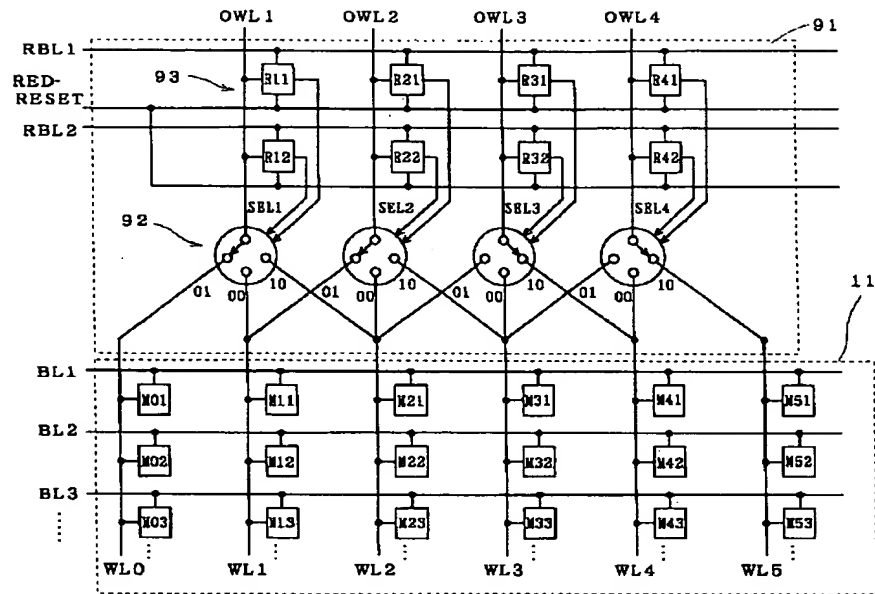 OWL1 OWL2 OWL3 OWL4
91
RBL1
93
R11 R21 R31 R41
RED-
RESET
RBL2
R12 R22 R32 R42
SEL1 SEL2 SEL3 SEL4
92
01 00 10 01 00 10 01 00 10 01 00 10
11
BL1
M01 M11 M21 M31 M41 M51
BL2
M02 M12 M22 M32 M42 M52
BL3
M03 M13 M23 M33 M43 M53
WL0 WL1 WL2 WL3 WL4 WL5